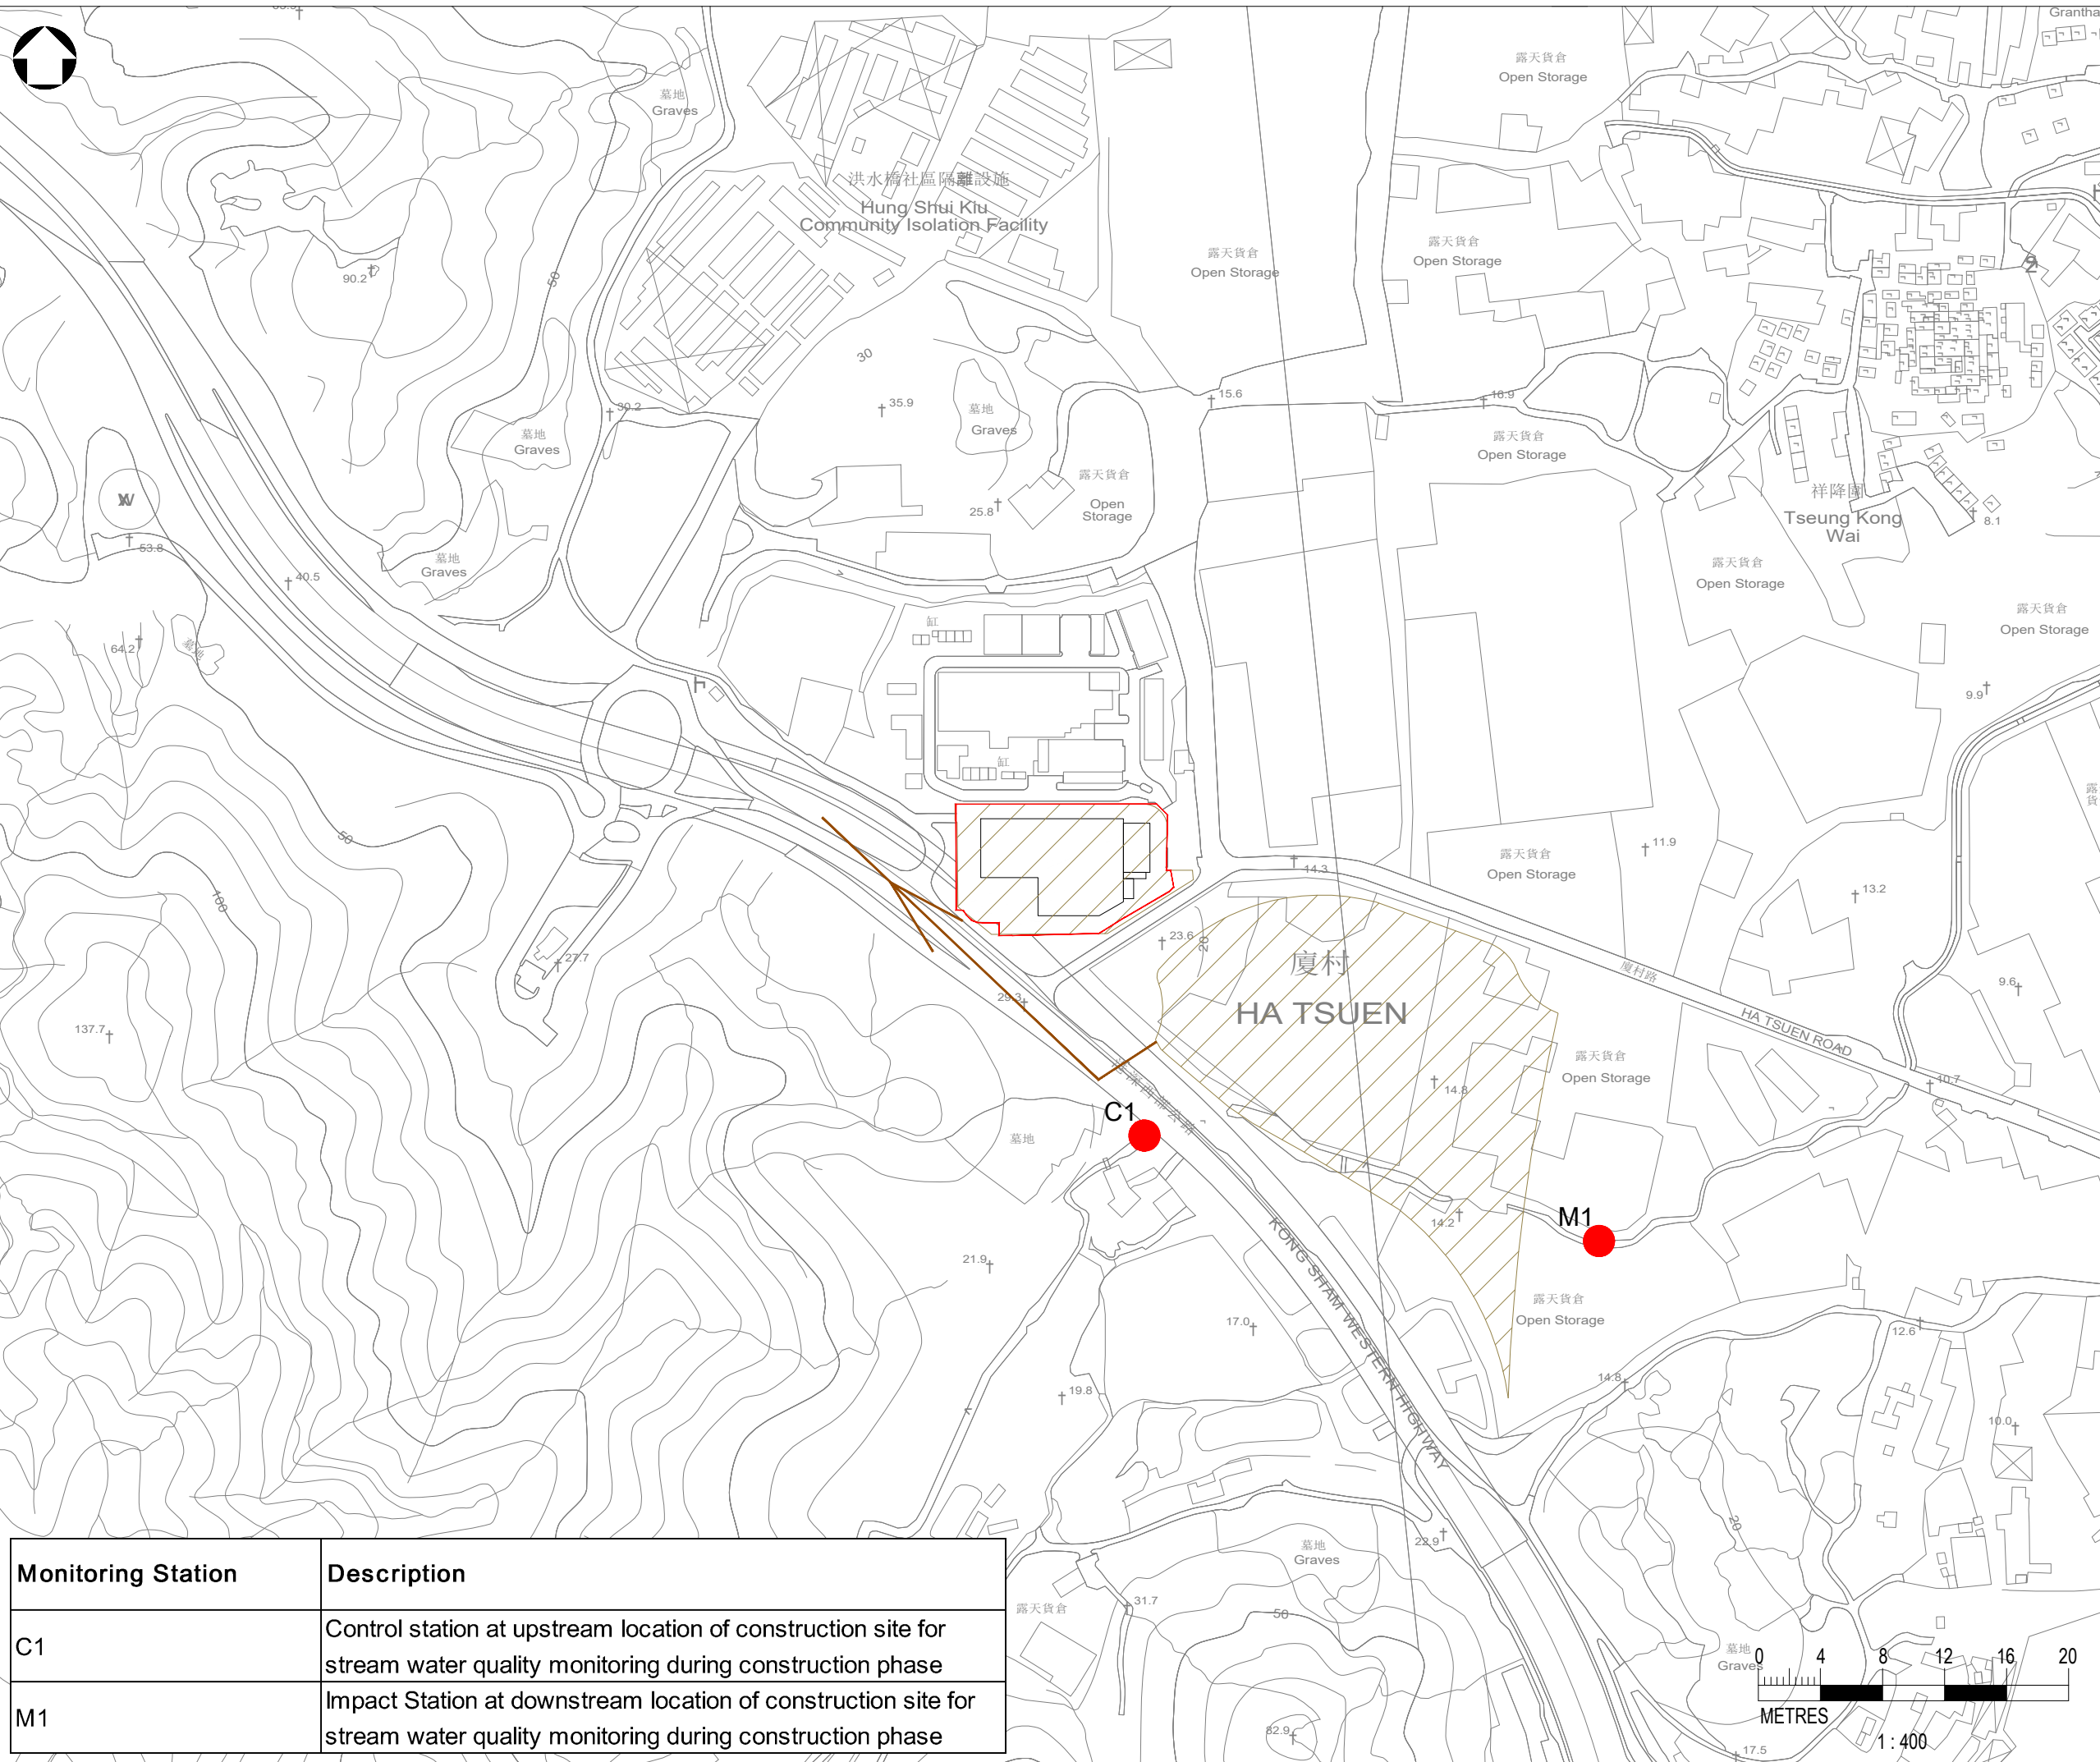 Grantha
露天貨倉
Open Storage
墓地
Graves
洪水橋社區隔離設施
Hung Shui Kiu
Community Isolation Facility
露天貨倉
Open Storage
露天貨倉
Open Storage
90.2
50
30
35.9
30.2
15.6
16.9
墓地
Graves
墓地
Graves
露天貨倉
Open Storage
露天貨倉
Open
Storage
25.8
祥降圍
Tseung Kong
Wai
8.1
53.8
40.5
墓地
Graves
露天貨倉
Open Storage
露天貨倉
Open Storage
缸
64.2
墓地
9.9
缸
50
100
14.3
露天貨倉
Open Storage
11.9
13.2
23.6
20
27.7
29.3
廈村
HA TSUEN
廈村路
HA TSUEN ROAD
9.6
137.7
露天貨倉
Open Storage
14.8
10.7
港深西部公路
KONG SHAM WESTERN HIGHWAY
C1
墓地
M1
14.2
21.9
17.0
露天貨倉
Open Storage
12.6
14.8
19.8
10.0
20
22.9
墓地
Graves
31.7
露天貨倉
50
82.9
墓地
Graves
17.5
Monitoring Station
Description
C1
Control station at upstream location of construction site for
stream water quality monitoring during construction phase
M1
Impact Station at downstream location of construction site for
stream water quality monitoring during construction phase
0 4 8 12 16 20
METRES
1 : 400